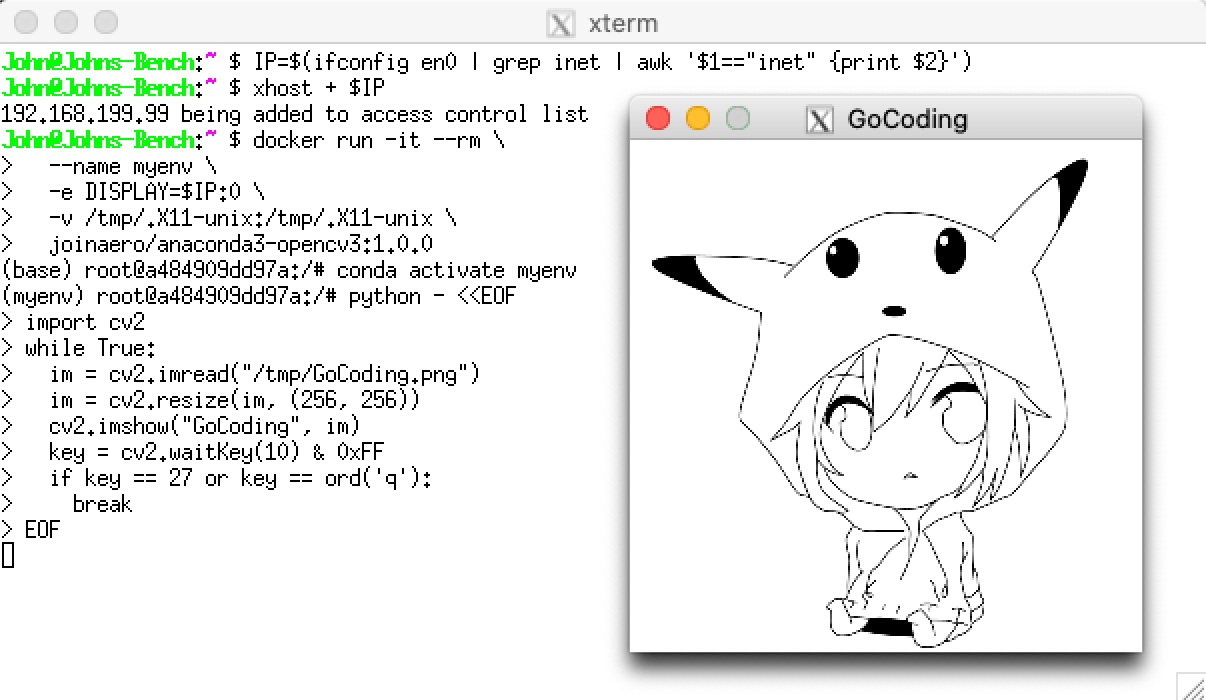 xterm
John@Johns-Bench:~ $ IP=$(ifconfig en0 | grep inet | awk '$1=="inet" {print $2}')
John@Johns-Bench:~ $ xhost + $IP
192.168.199.99 being added to access control list
John@Johns-Bench:~ $ docker run -it --rm \
>   --name myenv \
>   -e DISPLAY=$IP:0 \
>   -v /tmp/.X11-unix:/tmp/.X11-unix \
>   joinaero/anaconda3-opencv3:1.0.0
(base) root@a484909dd97a:/# conda activate myenv
(myenv) root@a484909dd97a:/# python - <<EOF
> import cv2
> while True:
>   im = cv2.imread("/tmp/GoCoding.png")
>   im = cv2.resize(im, (256, 256))
>   cv2.imshow("GoCoding", im)
>   key = cv2.waitKey(10) & 0xFF
>   if key == 27 or key == ord('q'):
>     break
> EOF
GoCoding